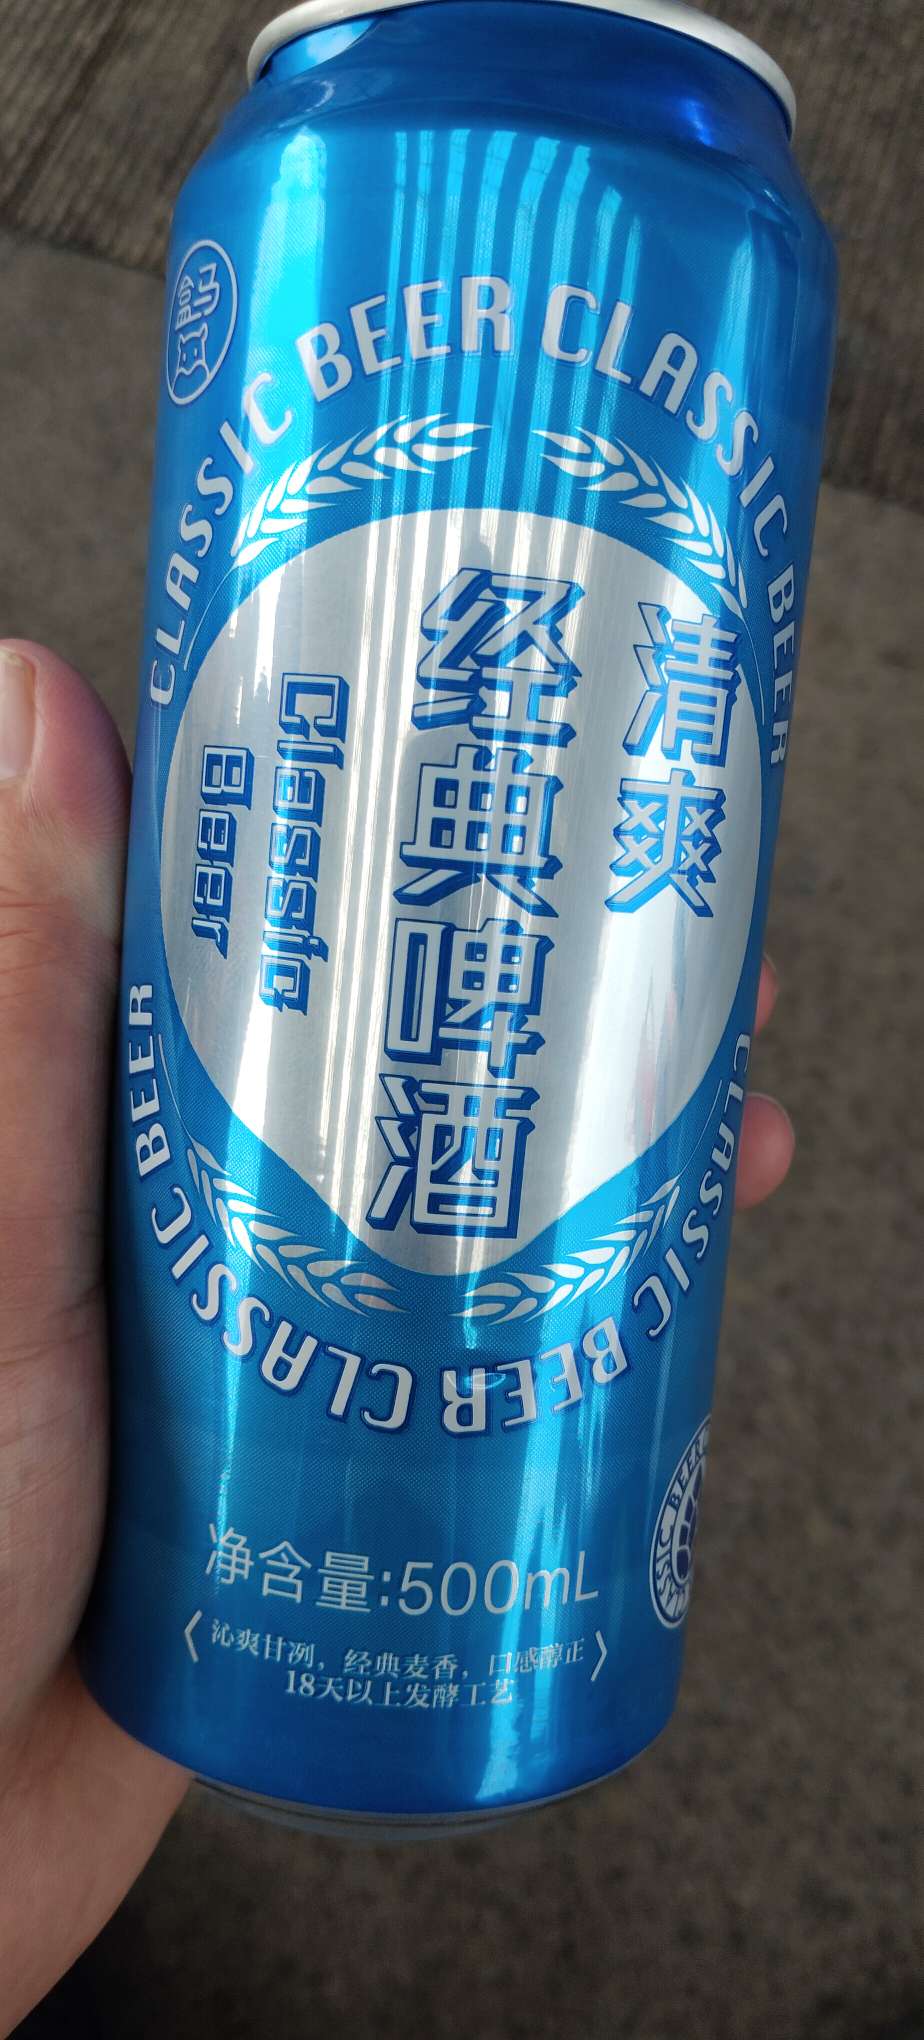 盒马
CLASSIC BEER CLASSIC BEER
清爽
经典啤酒
Classic
Beer
CLASSIC BEER CLASSIC BEER
净含量:500mL
沁爽甘冽，经典麦香，口感醇正
18天以上发酵工艺